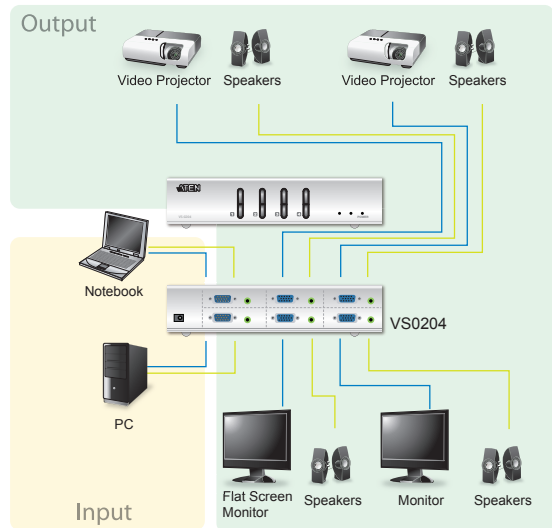 Output
Video Projector
Speakers
Video Projector
Speakers
ATEN
Notebook
VS0204
PC
Flat Screen
Monitor
Speakers
Monitor
Speakers
Input